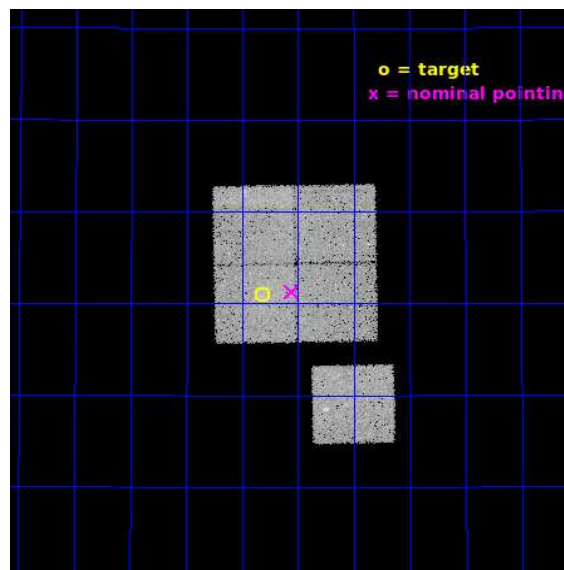 o = target
x = nominal pointin